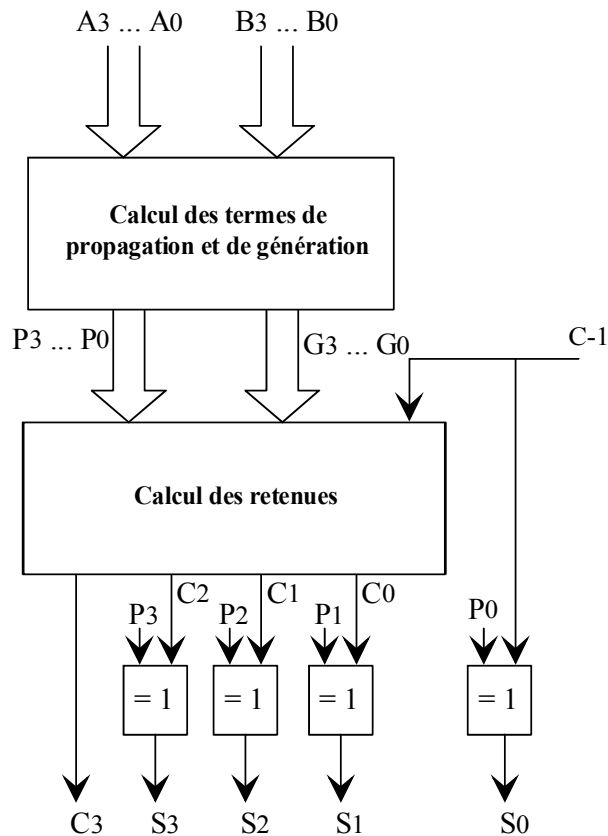 A3 ... A0
B3 ... B0
Calcul des termes de
propagation et de génération
P3 ... P0
G3 ... G0
C-1
Calcul des retenues
P3
C2
P2
C1
P1
C0
P0
= 1
= 1
= 1
= 1
C3
S3
S2
S1
S0